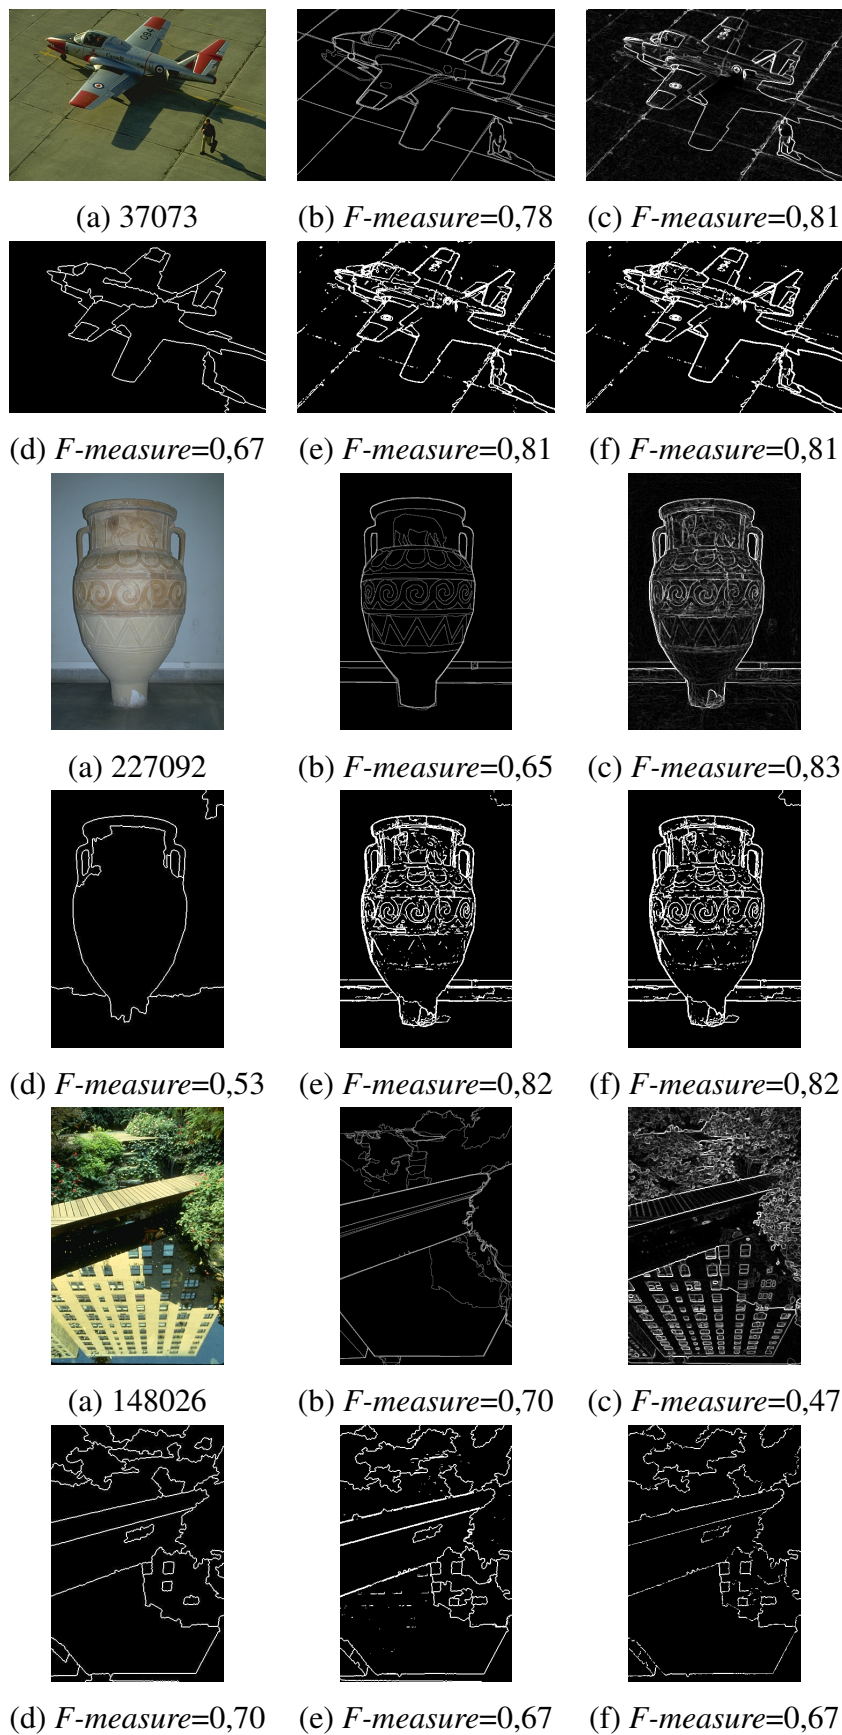 094
(a) 37073 (b) F-measure=0,78 (c) F-measure=0,81
(d) F-measure=0,67 (e) F-measure=0,81 (f) F-measure=0,81
(a) 227092 (b) F-measure=0,65 (c) F-measure=0,83
(d) F-measure=0,53 (e) F-measure=0,82 (f) F-measure=0,82
(a) 148026 (b) F-measure=0,70 (c) F-measure=0,47
(d) F-measure=0,70 (e) F-measure=0,67 (f) F-measure=0,67